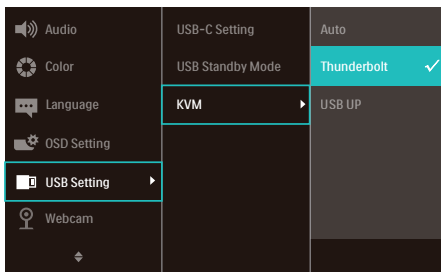 Audio
Color
Language
OSD Setting
USB Setting
Webcam
USB-C Setting
USB Standby Mode
KVM
Auto
Thunderbolt
USB UP